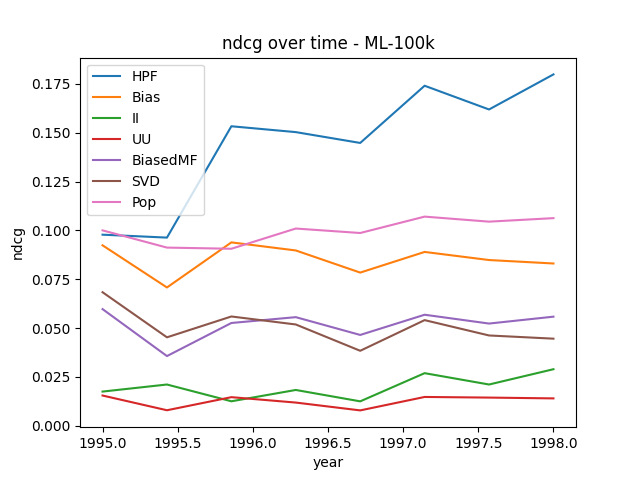 ndcg over time - ML-100k
HPF
Bias
II
UU
BiasedMF
SVD
Pop
ndcg
0.175
0.150
0.125
0.100
0.075
0.050
0.025
0.000
1995.0 1995.5 1996.0 1996.5 1997.0 1997.5 1998.0
year